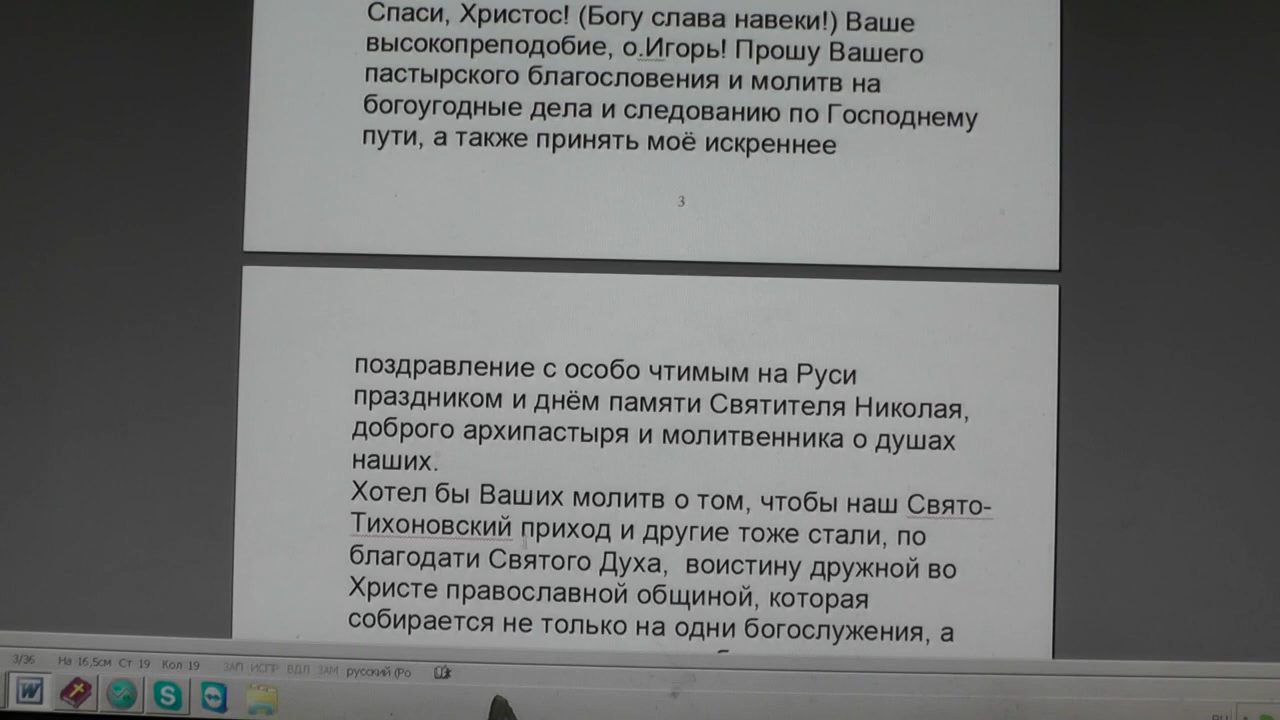 Спаси, Христос! (Богу слава навеки!) Ваше
высокопреподобие, о.Игорь! Прошу Вашего
пастырского благословения и молитв на
богоугодные дела и следованию по Господнему
пути, а также принять моё искреннее
3
поздравление с особо чтимым на Руси
праздником и днём памяти Святителя Николая,
доброго архипастыря и молитвенника о душах
наших.
Хотел бы Ваших молитв о том, чтобы наш Свято-
Тихоновский приход и другие тоже стали, по
благодати Святого Духа,  воистину дружной во
Христе православной общиной, которая
собирается не только на одни богослужения, а
3/36 На 16,5см Ст 19 Кол 19 ЗАП ИСПР ВДЛ ЗАМ русский (Ро